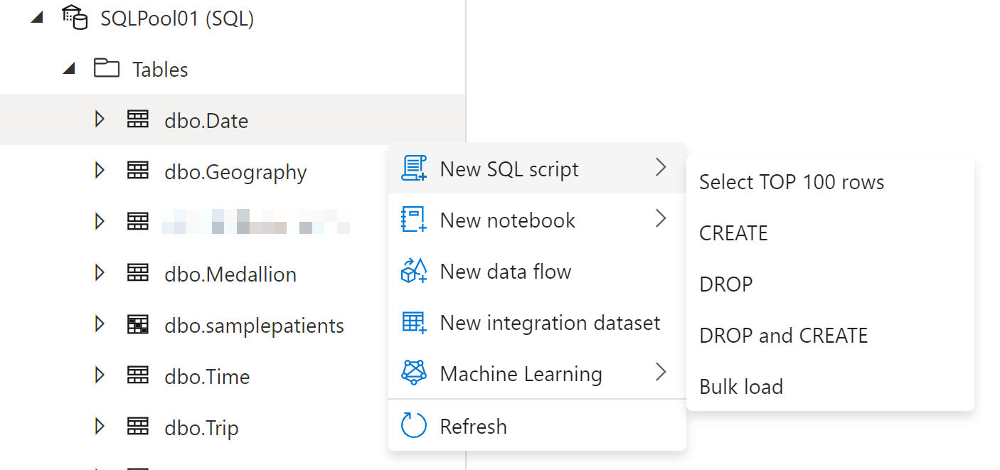 SQLPool01 (SQL)
Tables
dbo.Date
dbo.Geography
dbo.Medallion
dbo.samplepatients
dbo.Time
dbo.Trip
New SQL script
New notebook
New data flow
New integration dataset
Machine Learning
Refresh
Select TOP 100 rows
CREATE
DROP
DROP and CREATE
Bulk load